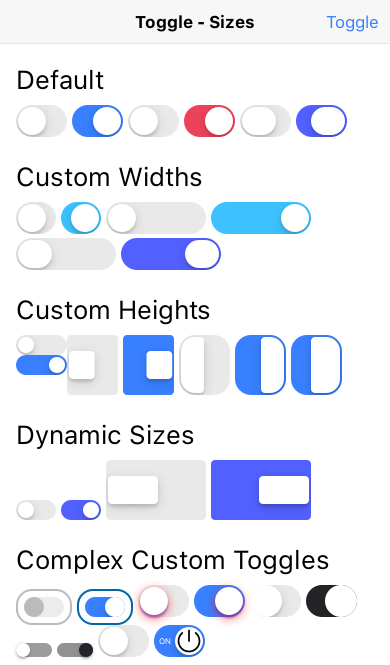 Toggle - Sizes
Toggle
Default
Custom Widths
Custom Heights
Dynamic Sizes
Complex Custom Toggles
ON